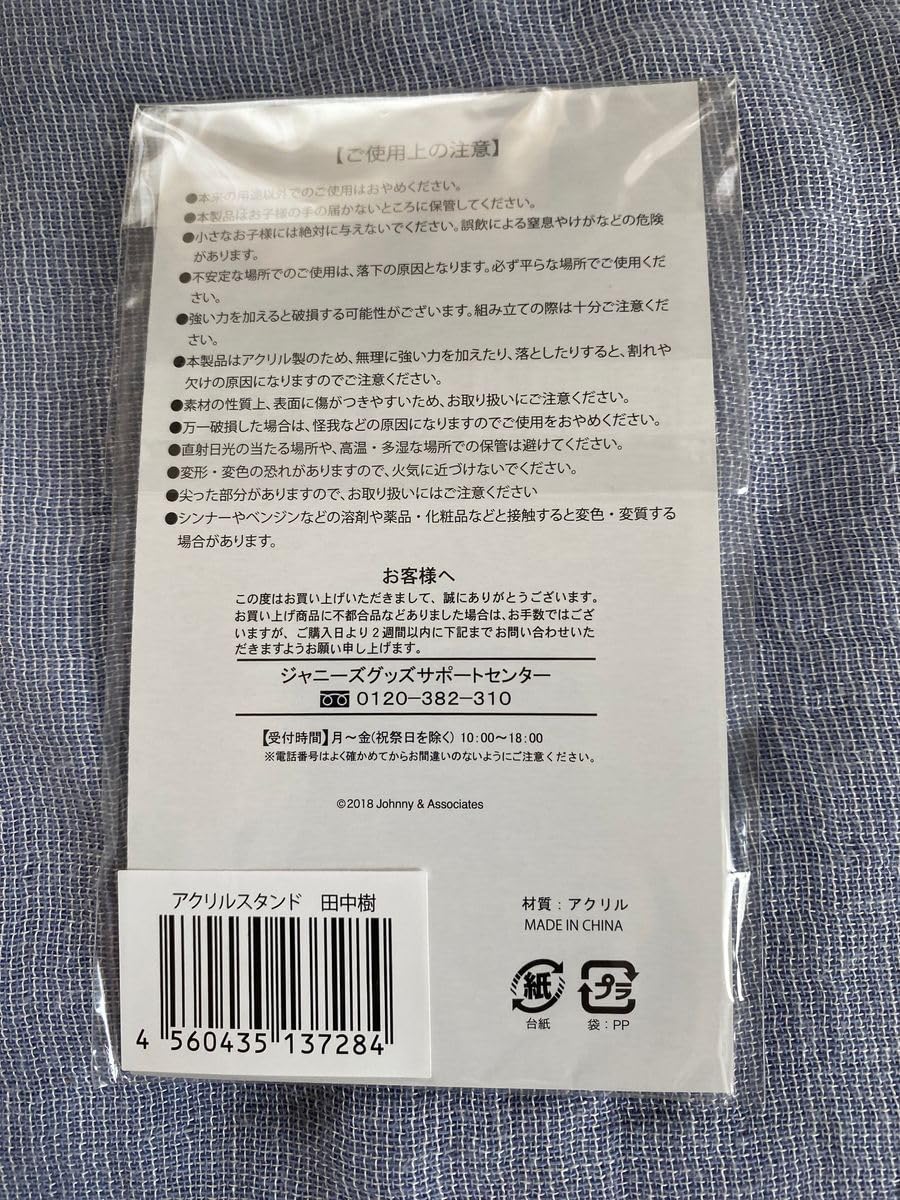 【ご使用上の注意】
●本来の用途以外でのご使用はおやめください。
●本製品はお子様の手の届かないところに保管してください。
●小さなお子様には絶対に与えないでください。誤飲による窒息やけがなどの危険
があります。
●不安定な場所でのご使用は、落下の原因となります。必ず平らな場所でご使用くだ
さい。
●強い力を加えると破損する可能性がございます。組み立ての際は十分ご注意くだ
さい。
●本製品はアクリル製のため、無理に強い力を加えたり、落としたりすると、割れや
欠けの原因になりますのでご注意ください。
●素材の性質上、表面に傷がつきやすいため、お取り扱いにご注意ください。
●万一破損した場合は、怪我などの原因になりますのでご使用をおやめください。
●直射日光の当たる場所や、高温・多湿な場所での保管は避けてください。
●変形・変色の恐れがありますので、火気に近づけないでください。
●尖った部分がありますので、お取り扱いにはご注意ください
●シンナーやベンジンなどの溶剤や薬品・化粧品などと接触すると変色・変質する
場合があります。
お客様へ
この度はお買い上げいただきまして、誠にありがとうございます。
お買い上げ商品に不都合品などありました場合は、お手数ではござ
いますが、ご購入日より2週間以内に下記までお問い合わせいた
だきますようお願い申し上げます。
ジャニーズグッズサポートセンター
0120-382-310
【受付時間】月〜金(祝祭日を除く) 10:00〜18:00
※電話番号はよく確かめてからお間違いのないようにご注意ください。
©2018 Johnny & Associates
アクリルスタンド 田中樹
4 560435 137284
材質：アクリル
MADE IN CHINA
紙
プラ
台紙
袋：PP